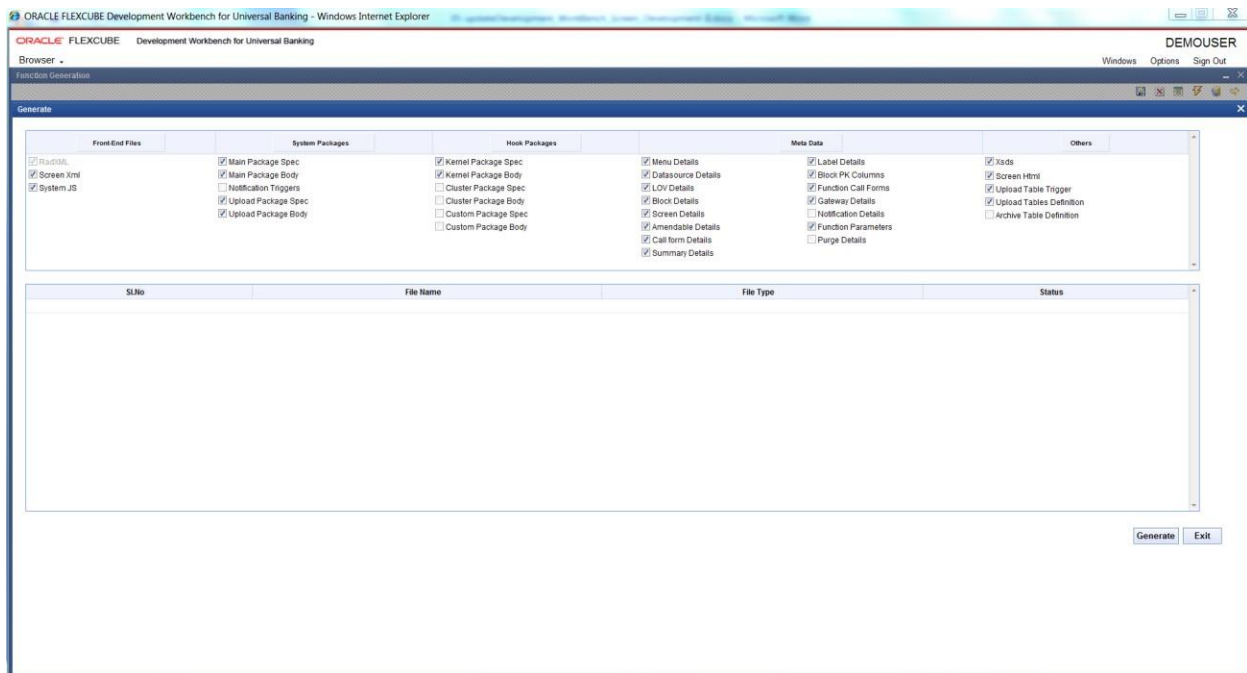 ORACLE FLEXCUBE Development Workbench for Universal Banking - Windows Internet Explorer
ORACLE FLEXCUBE Development Workbench for Universal Banking DEMOUSER
Browser Windows Options Sign Out
Function Generation
Generate
Front-End Files System Packages Hook Packages Meta Data Others
RadXML Main Package Spec Kernel Package Spec Menu Details Label Details Xsds
Screen Xml Main Package Body Kernel Package Body Datasource Details Block PK Columns Screen Html
System JS Notification Triggers Cluster Package Spec LOV Details Function Call Forms Upload Table Trigger
Upload Package Spec Cluster Package Body Block Details Gateway Details Upload Tables Definition
Upload Package Body Custom Package Spec Screen Details Notification Details Archive Table Definition
Custom Package Body Amendable Details Function Parameters
Call form Details Purge Details
Summary Details
Sl.No File Name File Type Status
Generate Exit